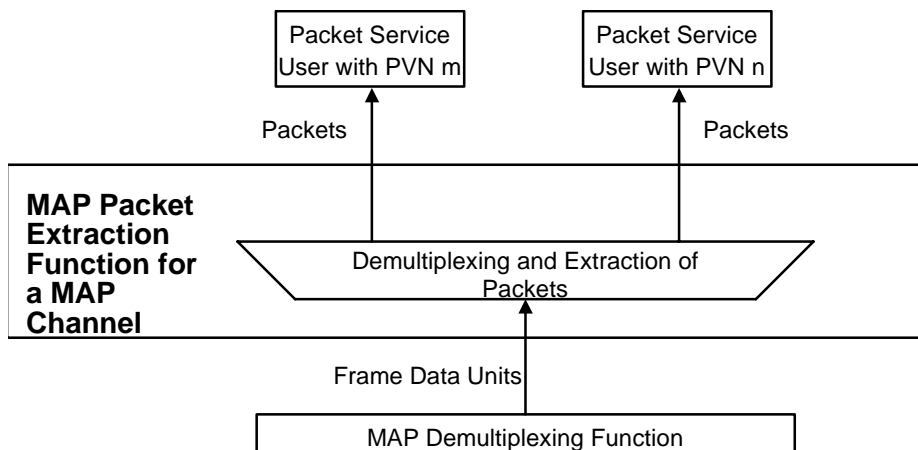 Packet Service
User with PVN m
Packet Service
User with PVN n
Packets
Packets
MAP Packet
Extraction
Function for
a MAP
Channel
Demultiplexing and Extraction of
Packets
Frame Data Units
MAP Demultiplexing Function